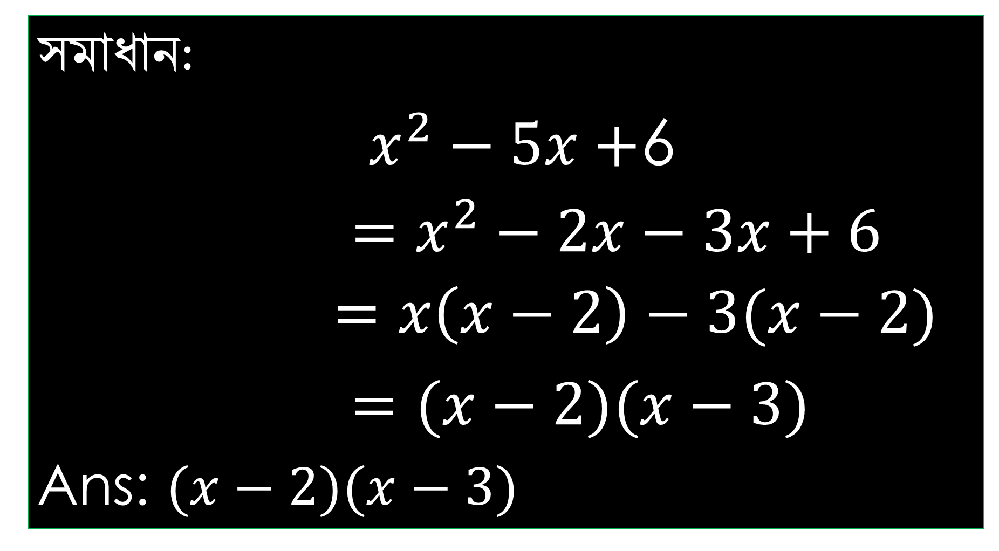 সমাধান:
x² − 5x +6
= x² − 2x − 3x + 6
= x(x − 2) − 3(x − 2)
= (x − 2)(x − 3)
Ans: (x − 2)(x − 3)